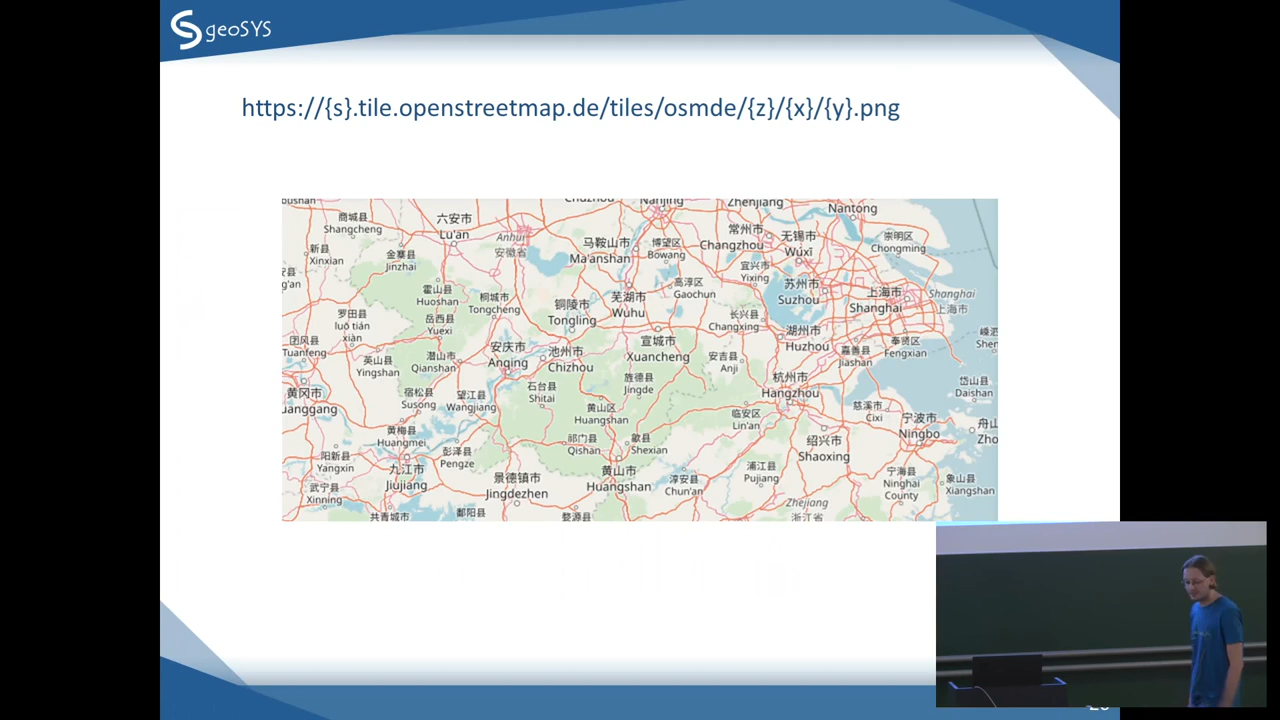 geoSYS
https://{s}.tile.openstreetmap.de/tiles/osmde/{z}/{x}/{y}.png
Nanjing
Zhenjiang
Nantong
商城县
Shangcheng
六安市
Lu'an
Anhui
安徽省
马鞍山市
Ma'anshan
博望区
Bowang
常州市
Changzhou
无锡市
Wuxi
崇明区
Chongming
新县
Xinxian
金寨县
Jinzhai
宜兴市
Yixing
霍山县
Huoshan
桐城市
Tongcheng
铜陵市
Tongling
芜湖市
Wuhu
高淳区
Gaochun
苏州市
Suzhou
上海市
Shanghai
Shanghai
上海市
罗田县
luó tián
xiàn
岳西县
Yuexi
长兴县
Changxing
湖州市
Huzhou
嘉善县
Jiashan
奉贤区
Fengxian
团风县
Tuanfeng
英山县
Yingshan
潜山市
Qianshan
安庆市
Anqing
池州市
Chizhou
宣城市
Xuancheng
安吉县
Anji
旌德县
Jingde
杭州市
Hangzhou
岱山县
Daishan
黄冈市
uanggang
宿松县
Susong
望江县
Wangjiang
石台县
Shitai
黄山区
Huangshan
临安区
Lin'an
慈溪市
Cixi
宁波市
Ningbo
舟山
Zho
黄梅县
Huangmei
彭泽县
Pengze
祁门县
Qishan
歙县
Shexian
绍兴市
Shaoxing
阳新县
Yangxin
九江市
Jiujiang
景德镇市
Jingdezhen
黄山市
Huangshan
淳安县
Chun'an
浦江县
Pujiang
宁海县
Ninghai
County
象山县
Xiangshan
武宁县
Xinning
共青城市
鄱阳县
婺源县
Zhejiang
浙江省